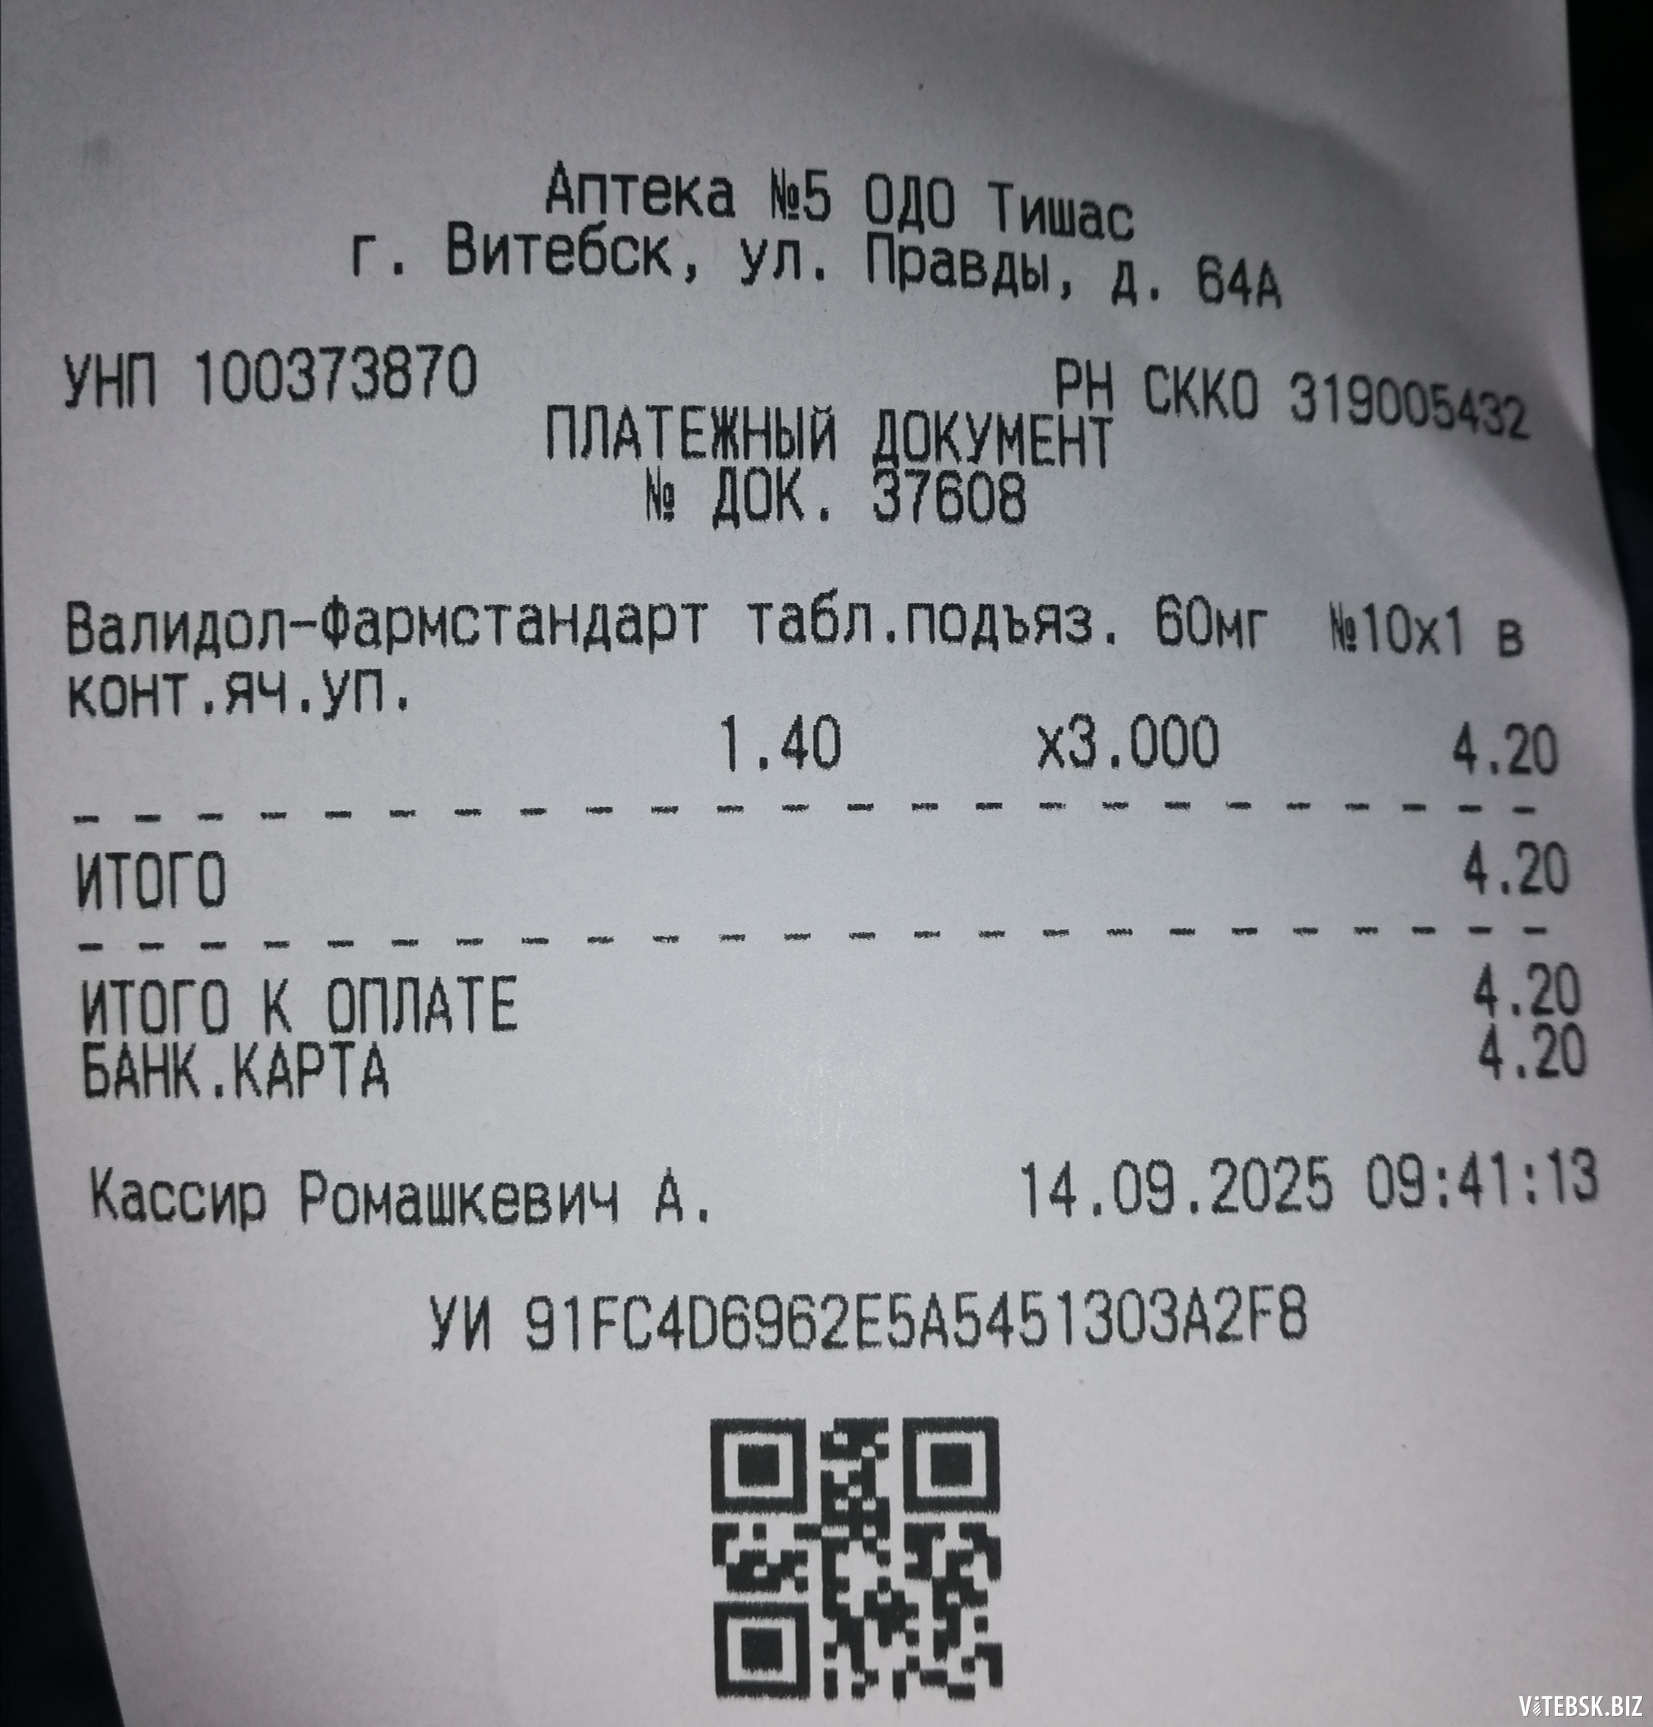 Аптека №5 ОДО Тишас
г. Витебск, ул. Правды, д. 64А
УНП 100373870 РН СККО 319005432
ПЛАТЕЖНЫЙ ДОКУМЕНТ
№ ДОК. 37608
Валидол-Фармстандарт табл.подъяз. 60мг №10х1 в
конт.яч.уп.
1.40 х3.000 4.20
ИТОГО 4.20
ИТОГО К ОПЛАТЕ 4.20
БАНК.КАРТА 4.20
Кассир Ромашкевич А. 14.09.2025 09:41:13
УИ 91FC4D6962E5A5451303A2F8
ViTEBSK.BIZ